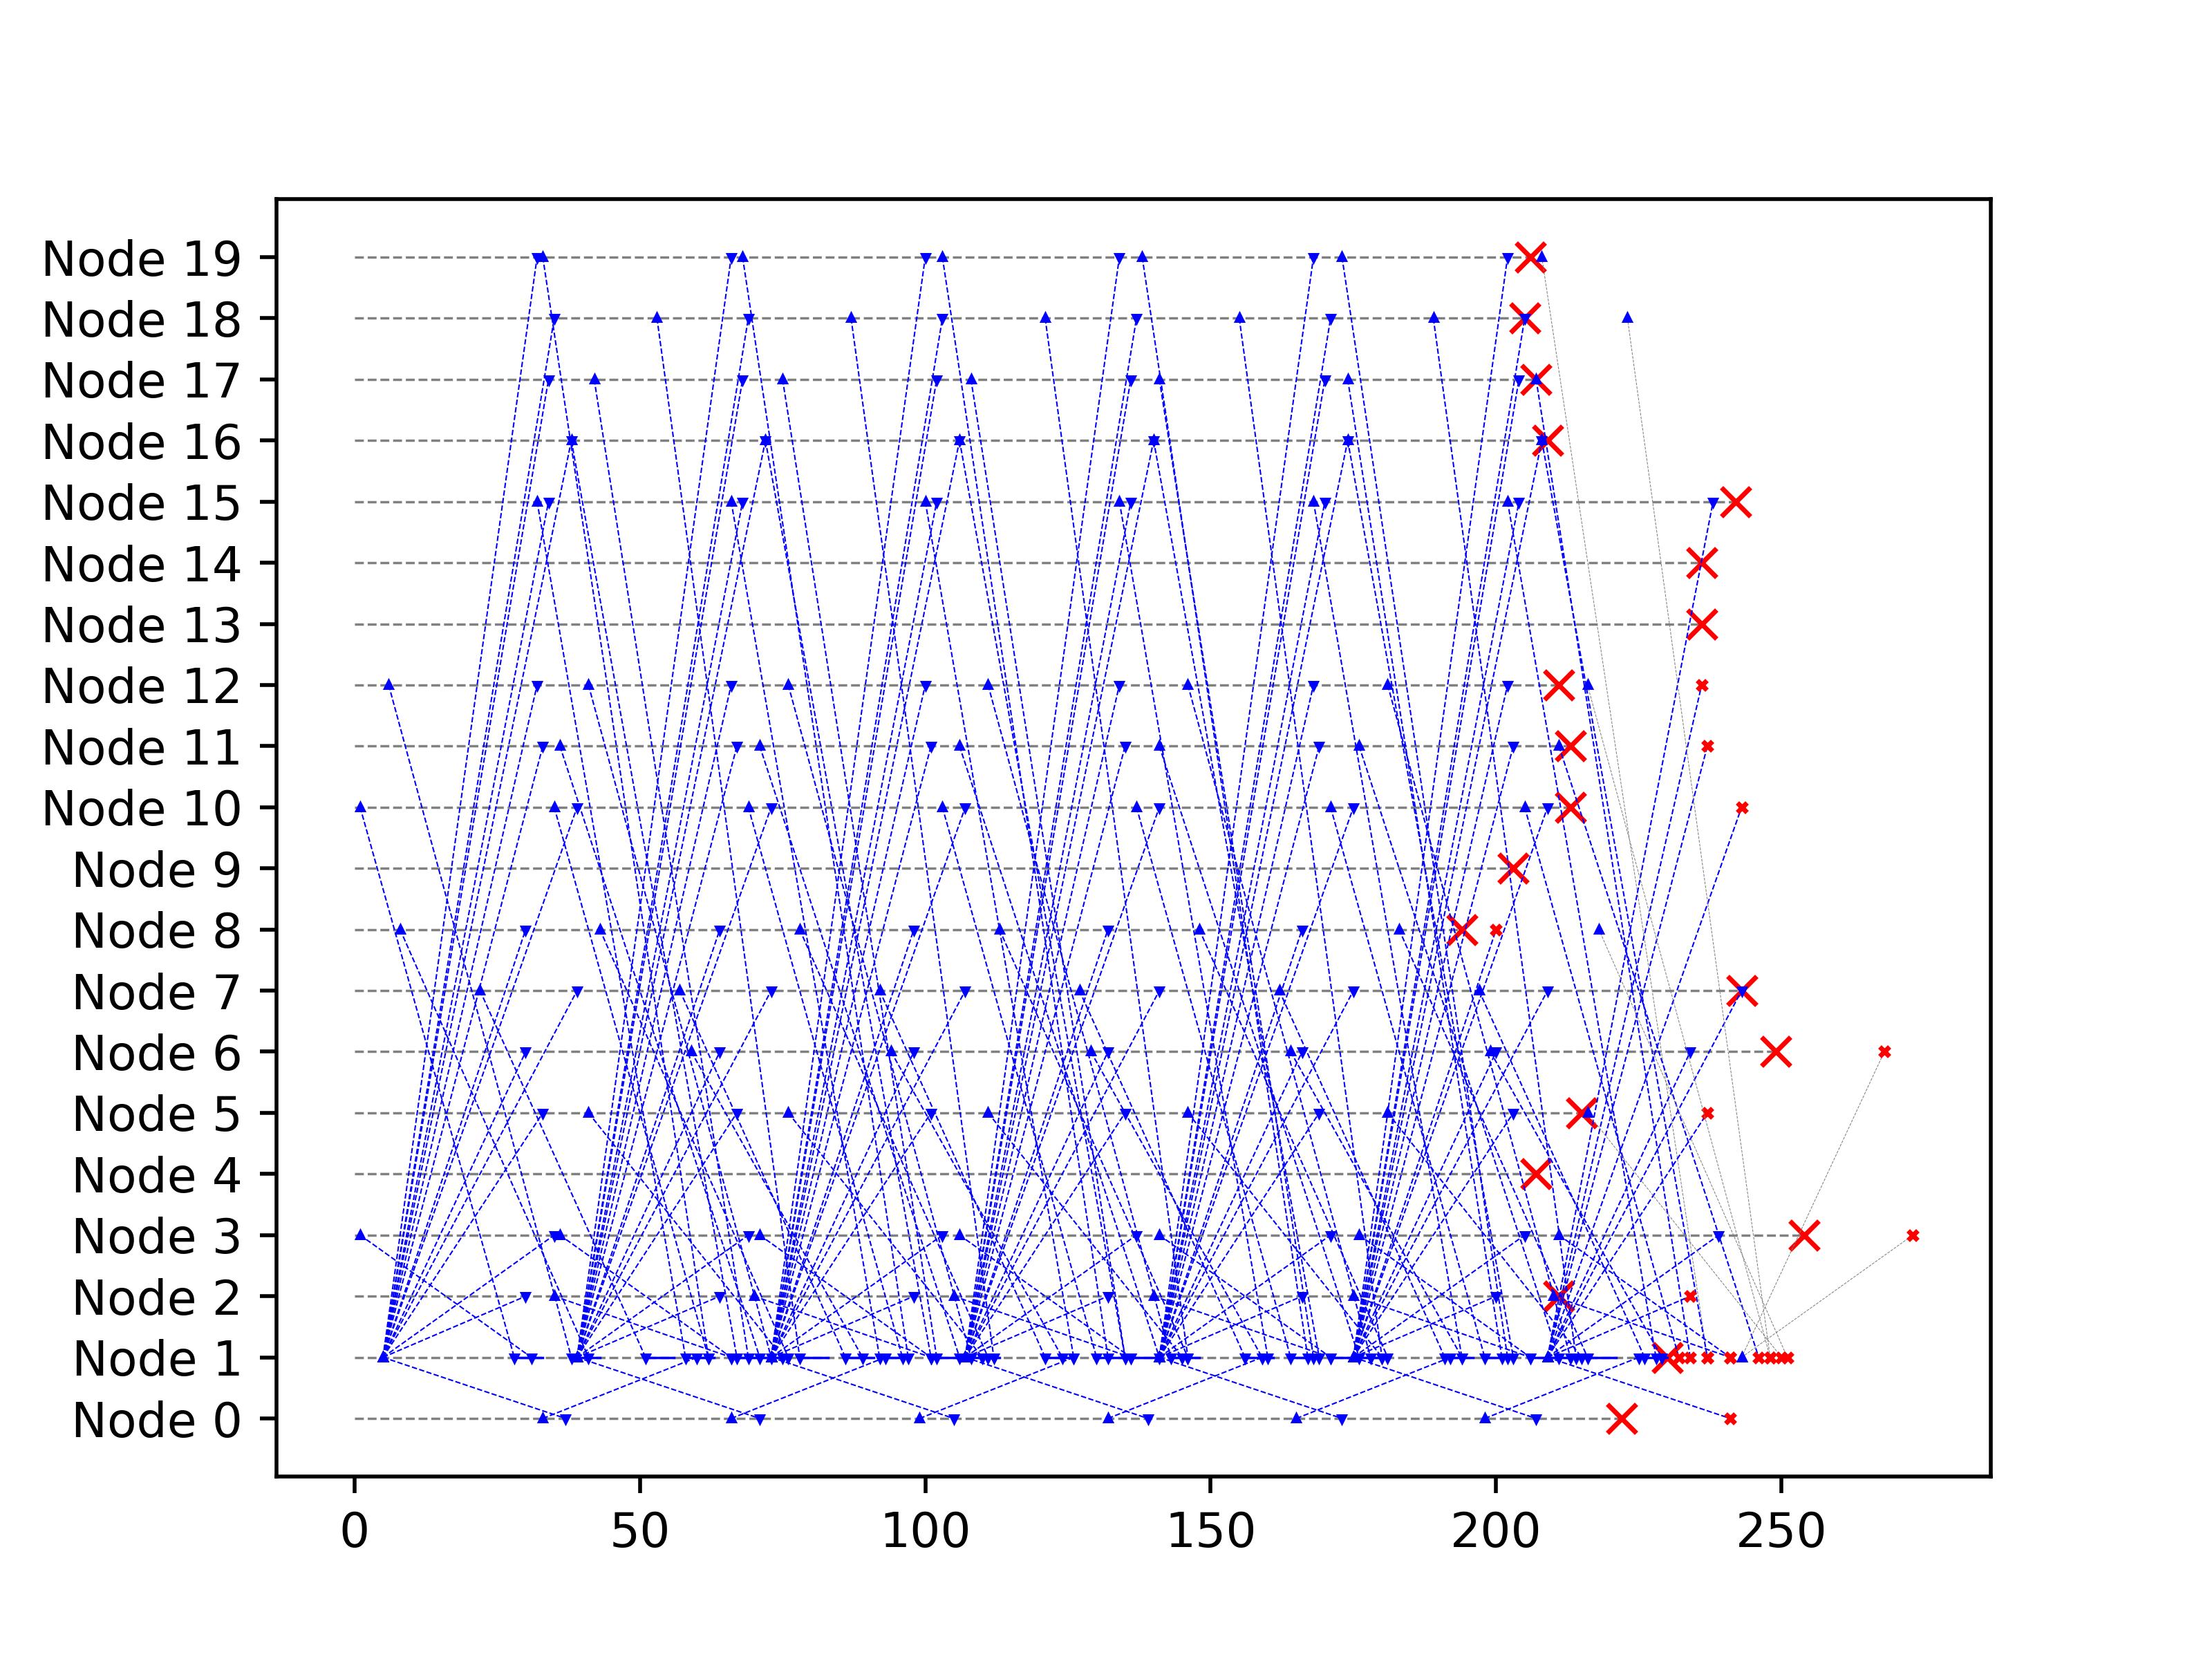 Node 19
Node 18
Node 17
Node 16
Node 15
Node 14
Node 13
Node 12
Node 11
Node 10
Node 9
Node 8
Node 7
Node 6
Node 5
Node 4
Node 3
Node 2
Node 1
Node 0
0 50 100 150 200 250